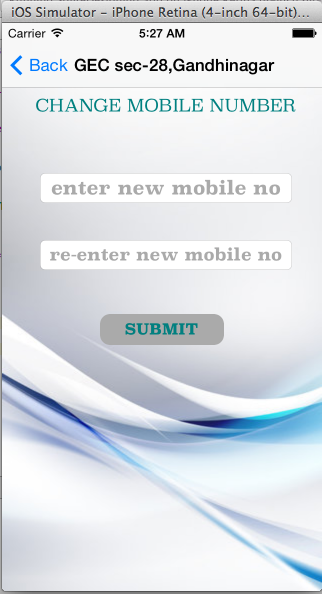 iOS Simulator – iPhone Retina (4-inch 64-bit)...
Carrier 5:27 AM
Back GEC sec-28,Gandhinagar
CHANGE MOBILE NUMBER
enter new mobile no
re-enter new mobile no
SUBMIT